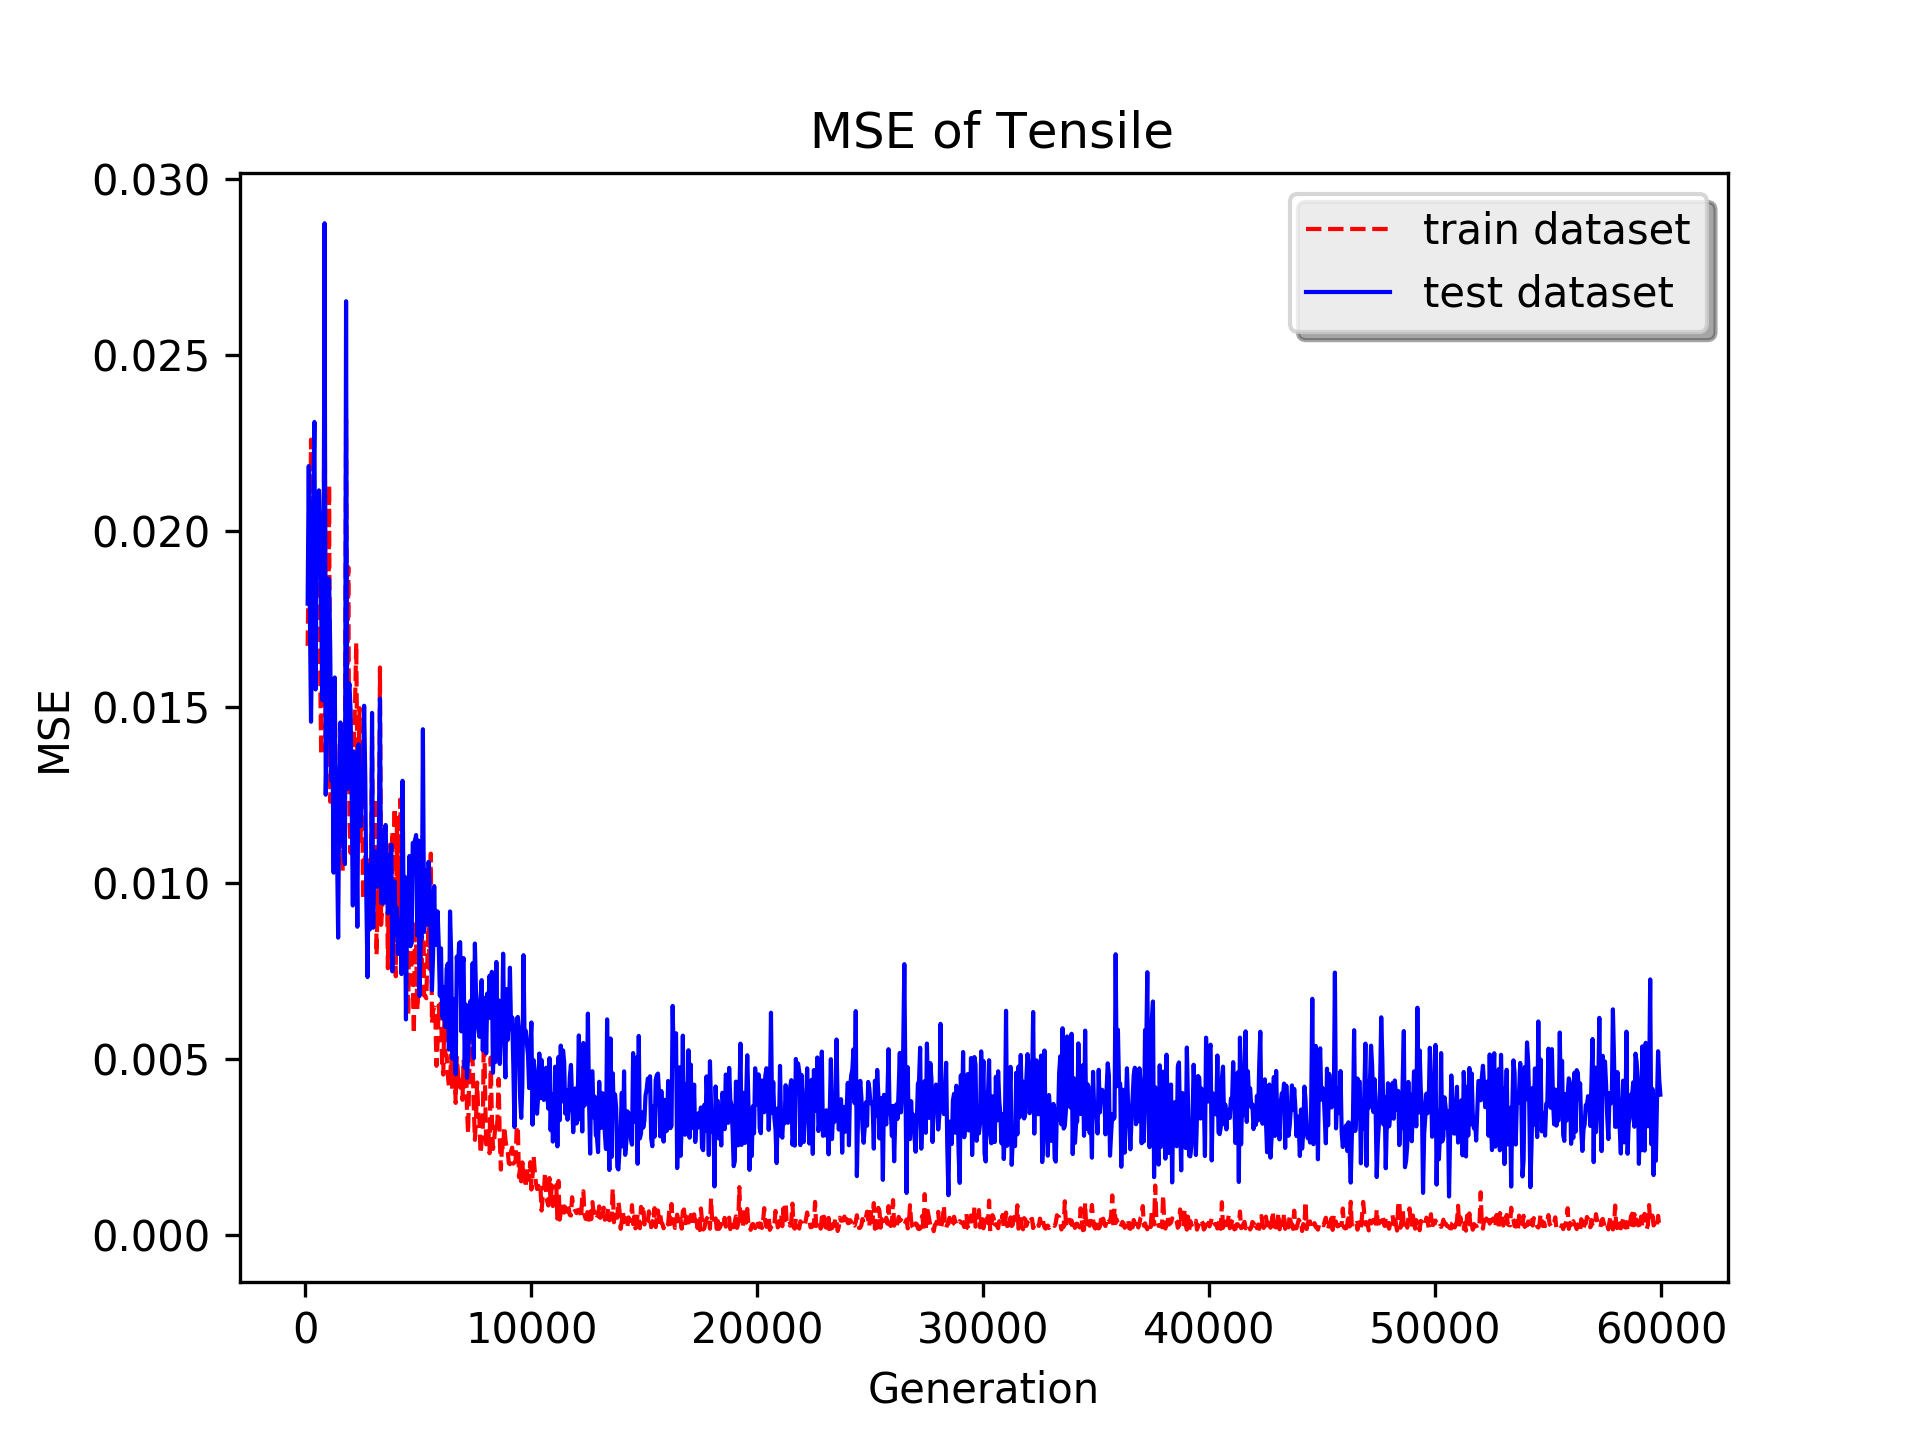 MSE of Tensile
train dataset
test dataset
0.030
0.025
0.020
0.015
0.010
0.005
0.000
MSE
0 10000 20000 30000 40000 50000 60000
Generation